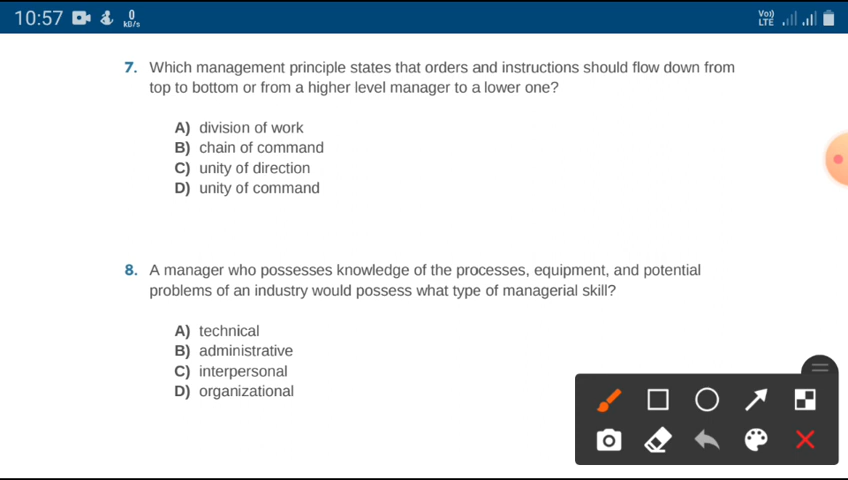 10:57 0 kB/s Vo)) LTE
7. Which management principle states that orders and instructions should flow down from
top to bottom or from a higher level manager to a lower one?
A) division of work
B) chain of command
C) unity of direction
D) unity of command
8. A manager who possesses knowledge of the processes, equipment, and potential
problems of an industry would possess what type of managerial skill?
A) technical
B) administrative
C) interpersonal
D) organizational